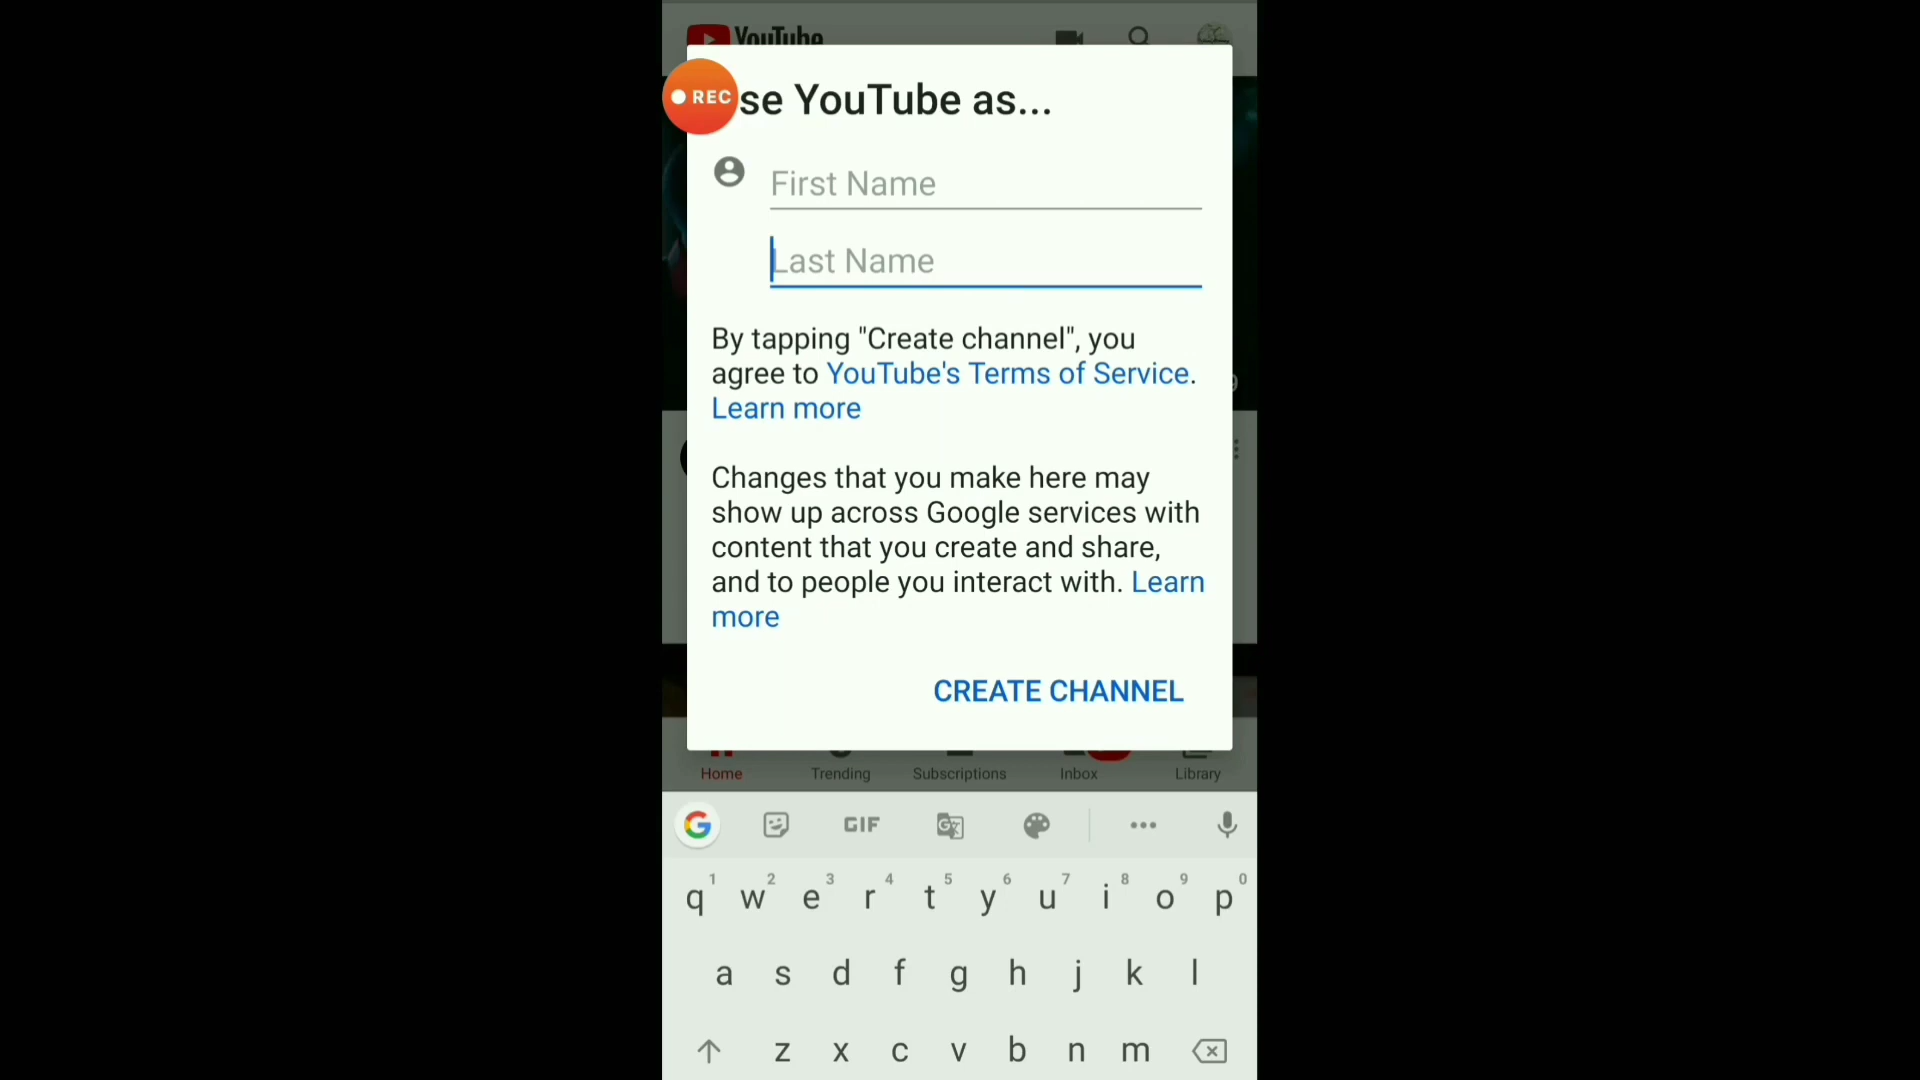 YouTube
REC
se YouTube as...
First Name
Last Name
By tapping "Create channel", you
agree to YouTube's Terms of Service.
Learn more
Changes that you make here may
show up across Google services with
content that you create and share,
and to people you interact with. Learn
more
CREATE CHANNEL
Home Trending Subscriptions Inbox Library
G GIF G
q 1 w 2 e 3 r 4 t 5 y 6 u 7 i 8 o 9 p 0
a s d f g h j k l
z x c v b n m